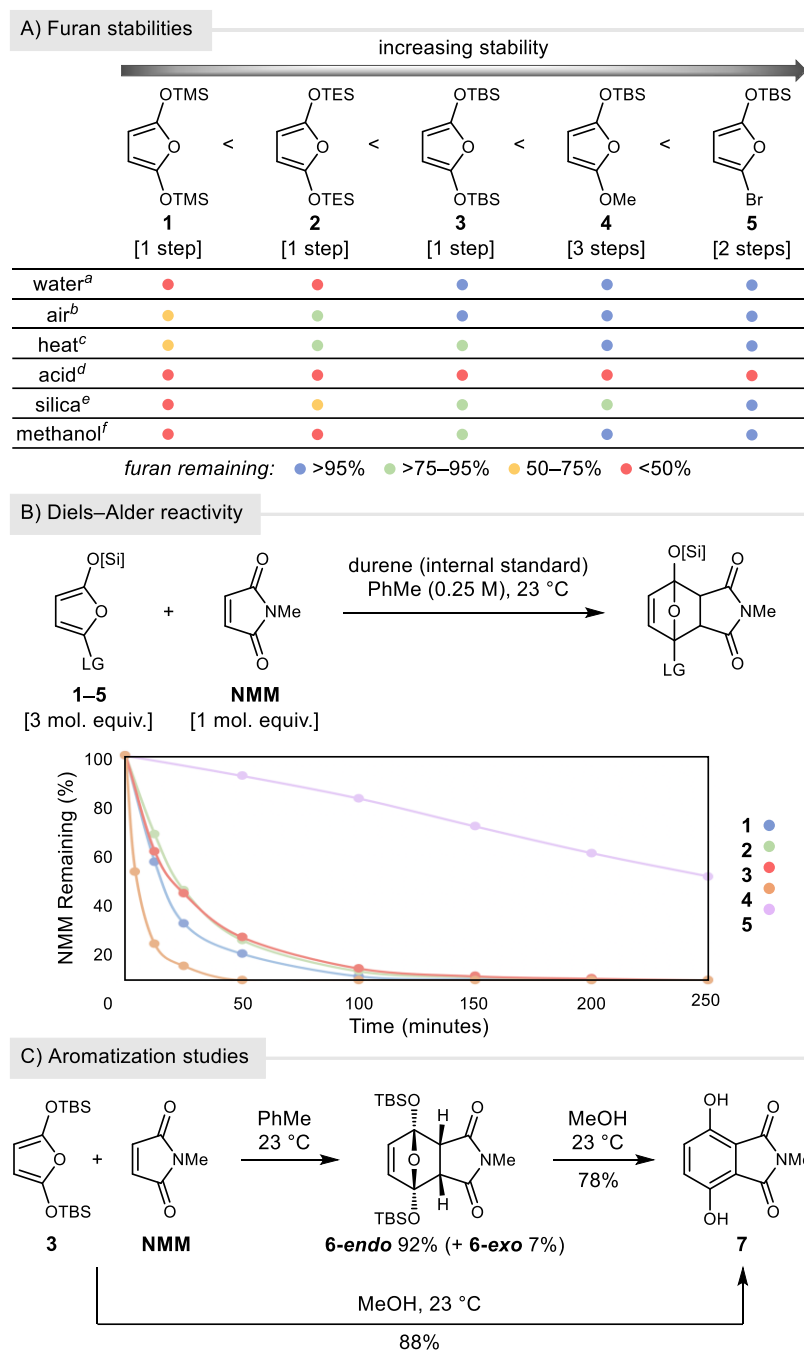 A) Furan stabilities
increasing stability
OTMS OTES OTBS OTBS OTBS
O < O < O < O < O
OTMS OTES OTBS OMe Br
1 2 3 4 5
[1 step] [1 step] [1 step] [3 steps] [2 steps]
water^a
air^b
heat^c
acid^d
silica^e
methanol^f
furan remaining: >95% >75–95% 50–75% <50%
B) Diels–Alder reactivity
O[Si] O durene (internal standard) O[Si] O
O + NMe PhMe (0.25 M), 23 °C O NMe
LG O LG O
1–5 NMM
[3 mol. equiv.] [1 mol. equiv.]
NMM Remaining (%)
100
80
60
40
20
0 50 100 150 200 250
Time (minutes)
1
2
3
4
5
C) Aromatization studies
OTBS O PhMe TBSO H O MeOH OH O
O + NMe 23 °C O NMe 23 °C NMe
OTBS O TBSO H O 78% OH O
3 NMM 6-endo 92% (+ 6-exo 7%) 7
MeOH, 23 °C
88%